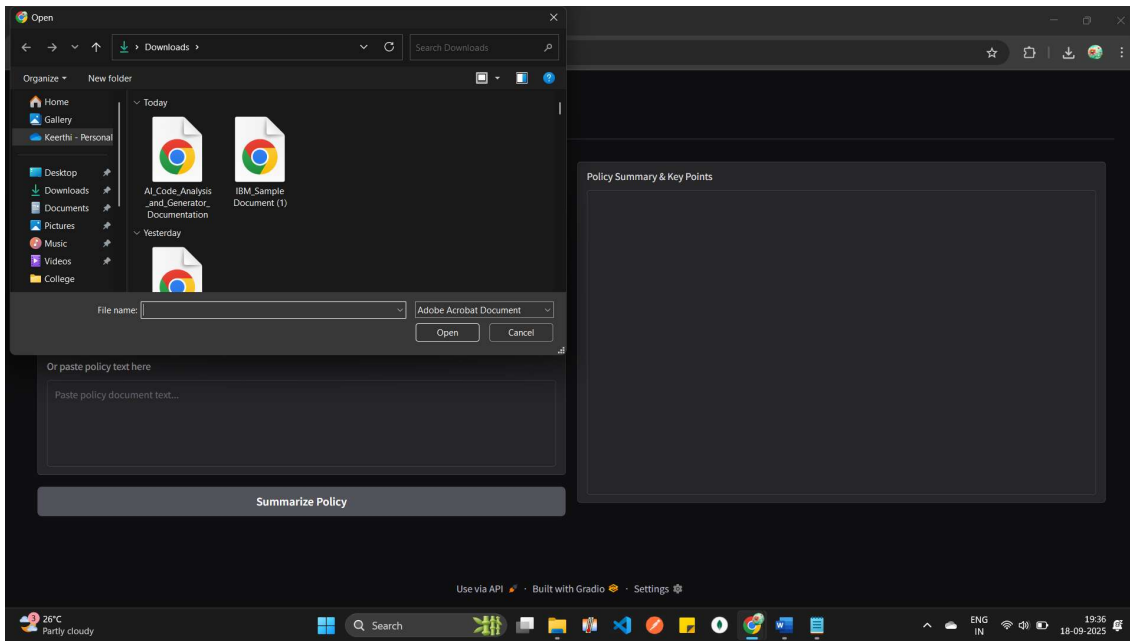 Open
Downloads
Search Downloads
Organize
New folder
Home
Gallery
Keerthi - Personal
Desktop
Downloads
Documents
Pictures
Music
Videos
College
Today
AI_Code_Analysis
_and_Generator_
Documentation
IBM_Sample
Document (1)
Yesterday
File name:
Adobe Acrobat Document
Open
Cancel
Or paste policy text here
Paste policy document text...
Summarize Policy
Policy Summary & Key Points
Use via API · Built with Gradio · Settings
3
26°C
Partly cloudy
Search
ENG
IN
19:36
18-09-2025